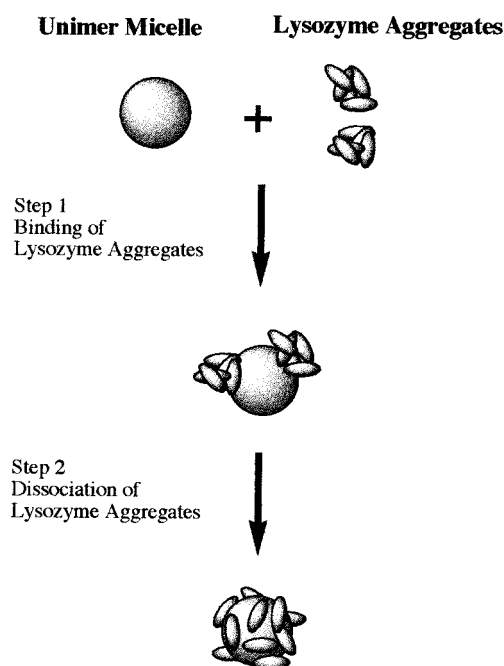 Unimer Micelle
Lysozyme Aggregates
+
Step 1
Binding of
Lysozyme Aggregates
Step 2
Dissociation of
Lysozyme Aggregates